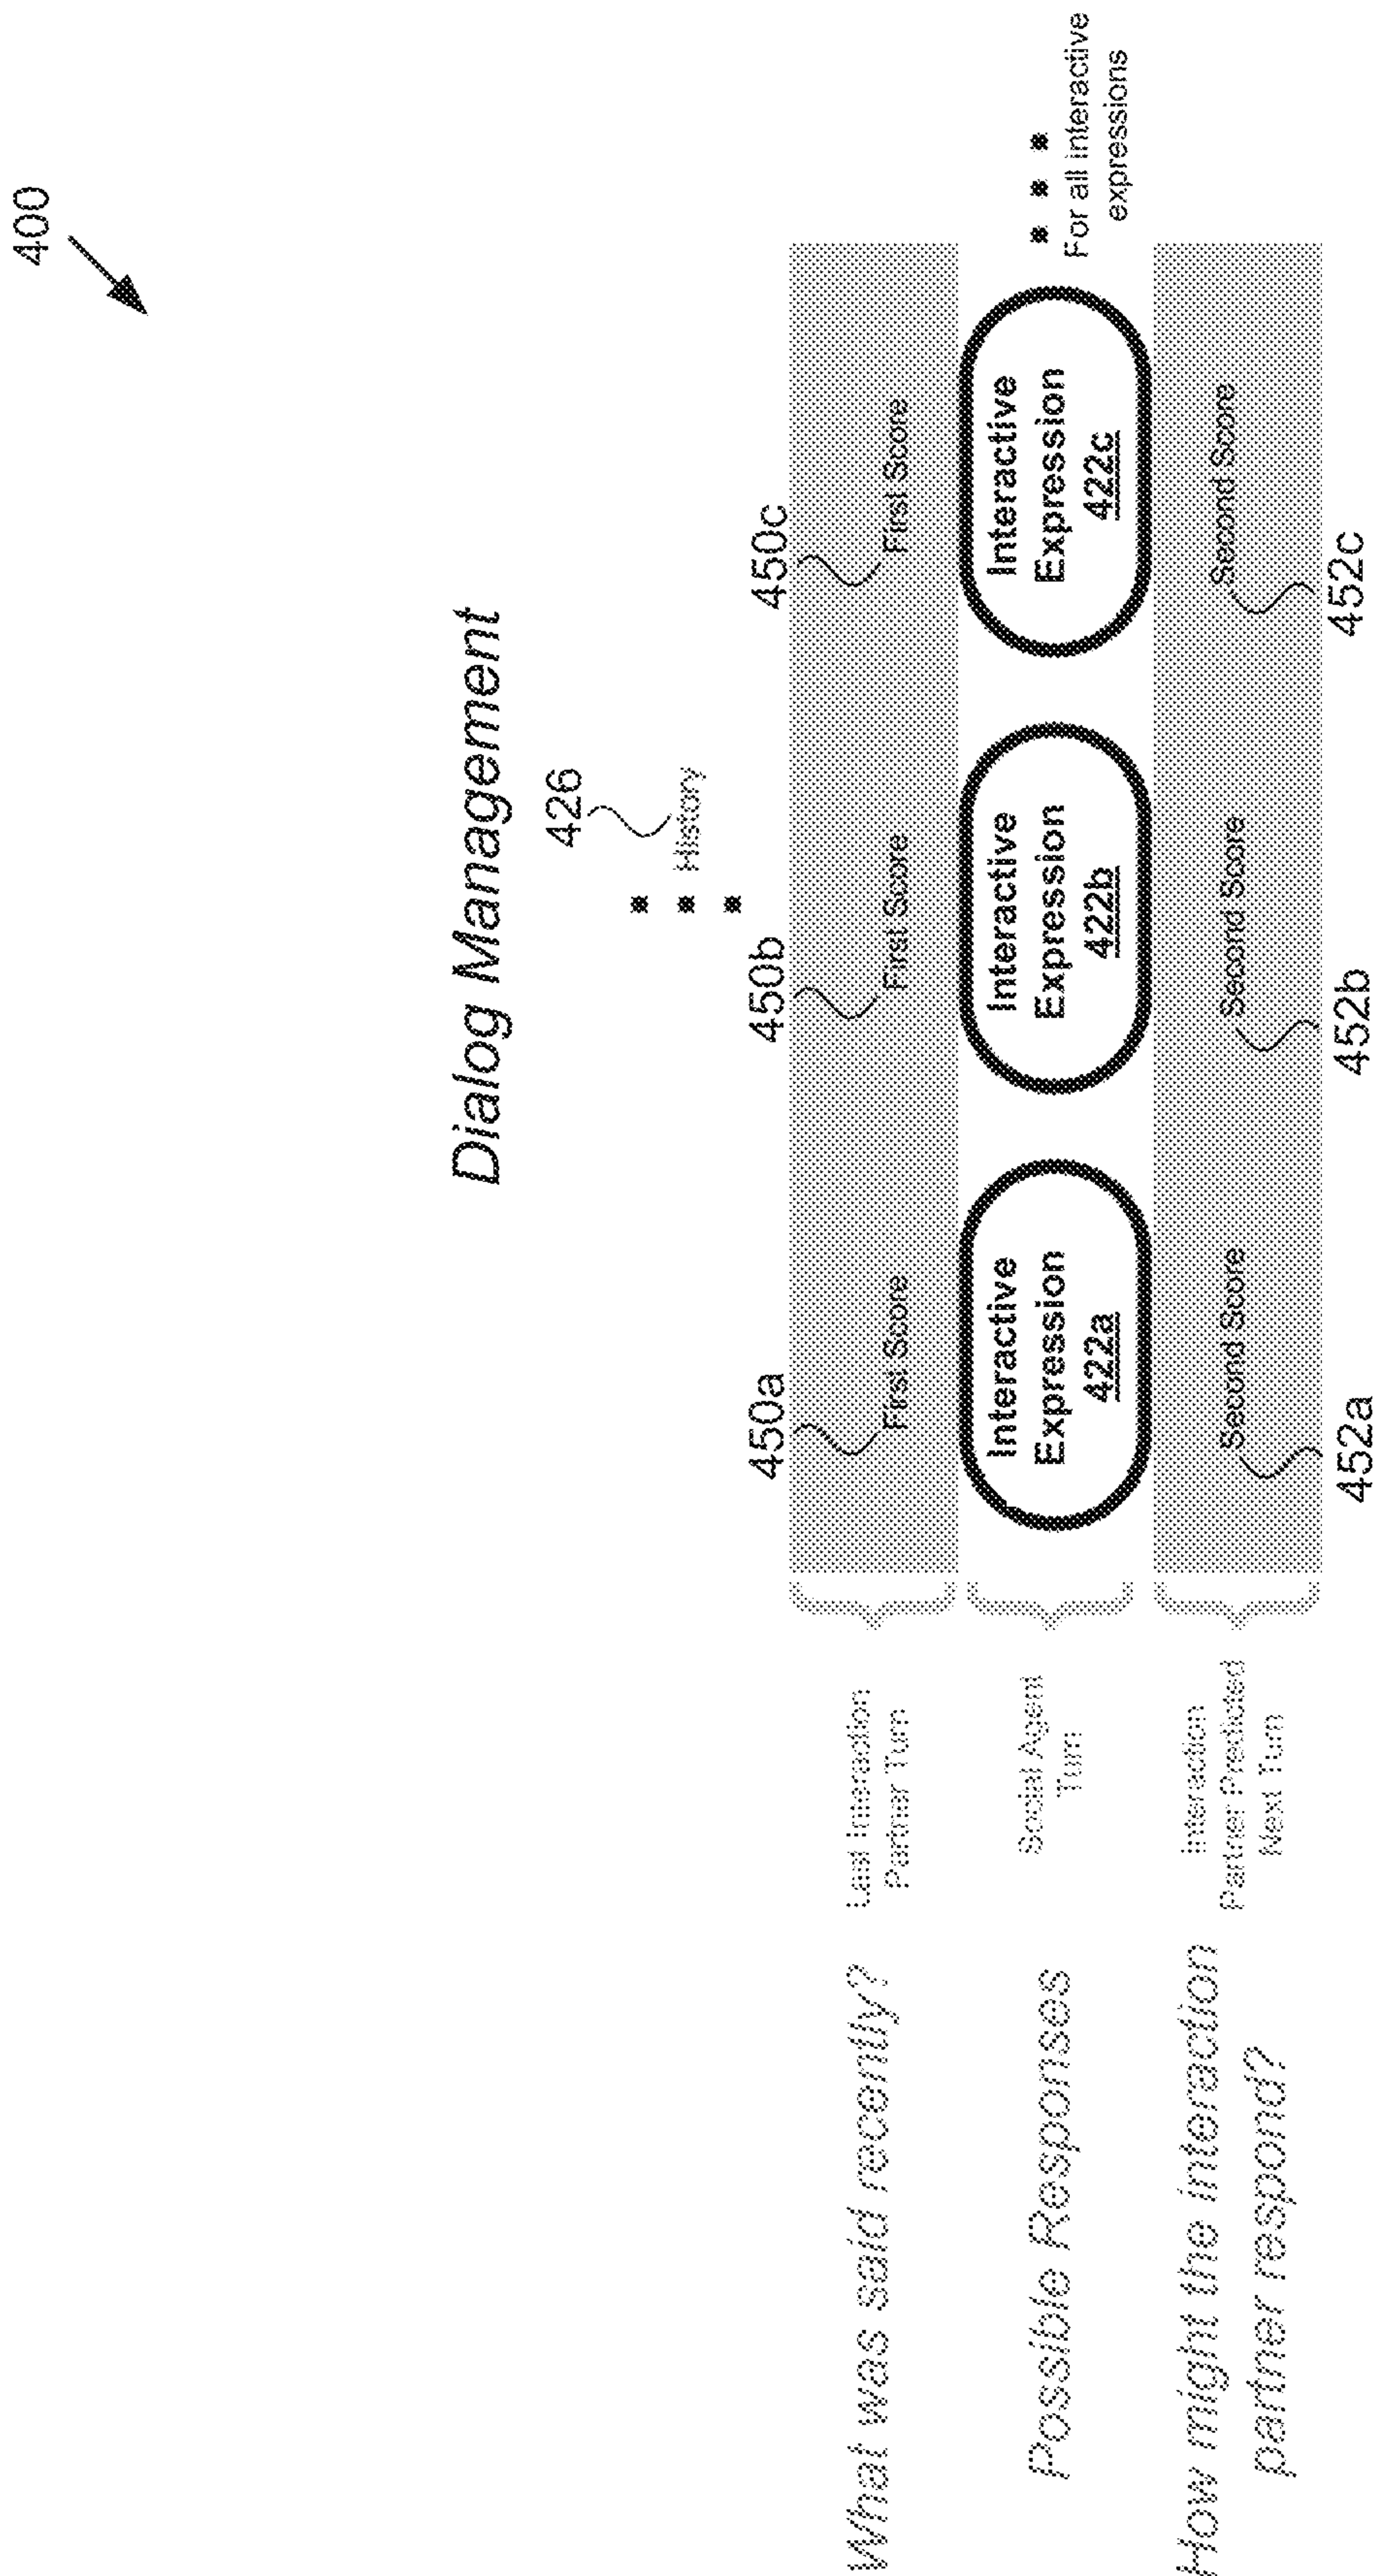 400
Dialog Management
426
History
450a
450b
450c
What was said recently?
Last Interaction
Partner Turn
First Score
First Score
First Score
Possible Responses
Social Agent
Turn
Interactive
Expression
422a
Interactive
Expression
422b
Interactive
Expression
422c
For all interactive
expressions
How might the interaction
partner respond?
Interaction
Partner Predicted
Next Turn
Second Score
Second Score
Second Score
452a
452b
452c